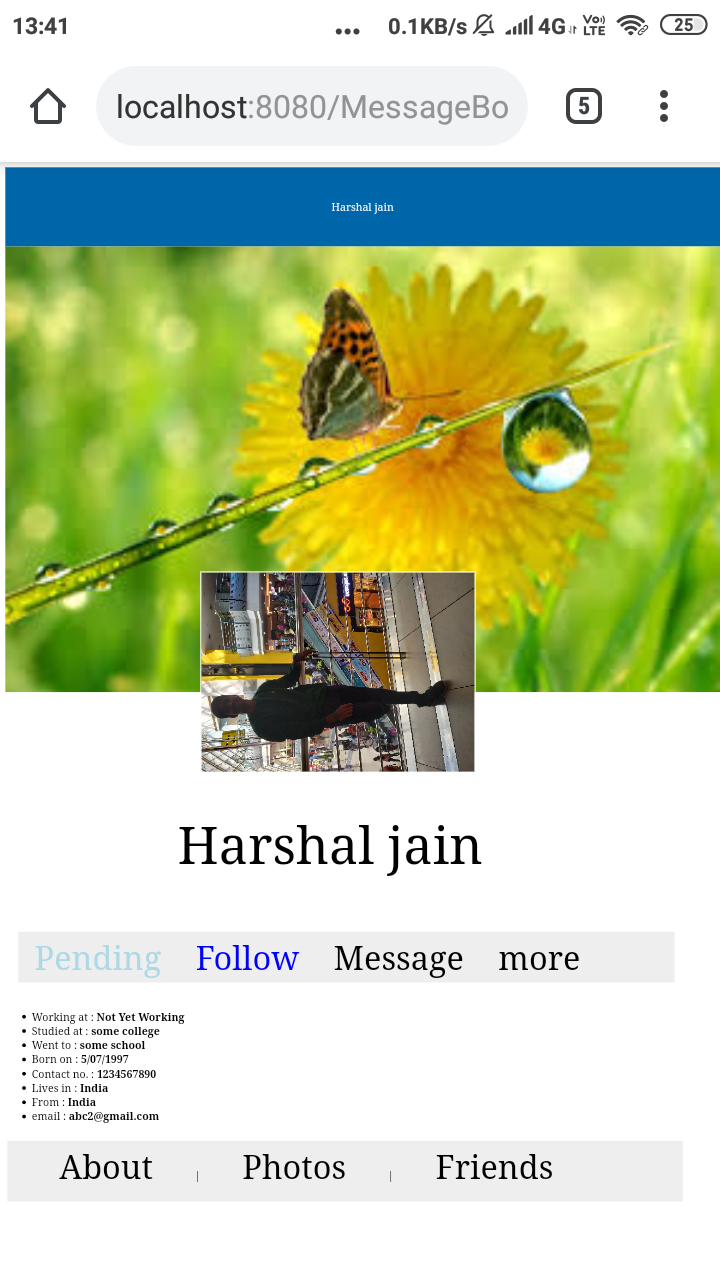 13:41 ... 0.1KB/s 4G Vo) LTE 25
localhost:8080/MessageBo 5
Harshal jain
Harshal jain
Pending Follow Message more
Working at : Not Yet Working
Studied at : some college
Went to : some school
Born on : 5/07/1997
Contact no. : 1234567890
Lives in : India
From : India
email : abc2@gmail.com
About | Photos | Friends